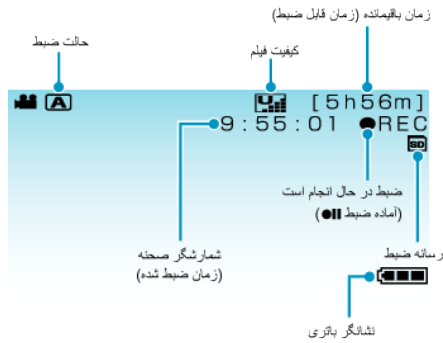 زمان باقیمانده (زمان قابل ضبط)
حالت ضبط
کیفیت فیلم
A [5h56m]
9:55:01 ●REC
SD
ضبط در حال انجام است
(آماده ضبط ●II)
شمارشگر صحنه
(زمان ضبط شده)
رسانه ضبط
نشانگر باتری